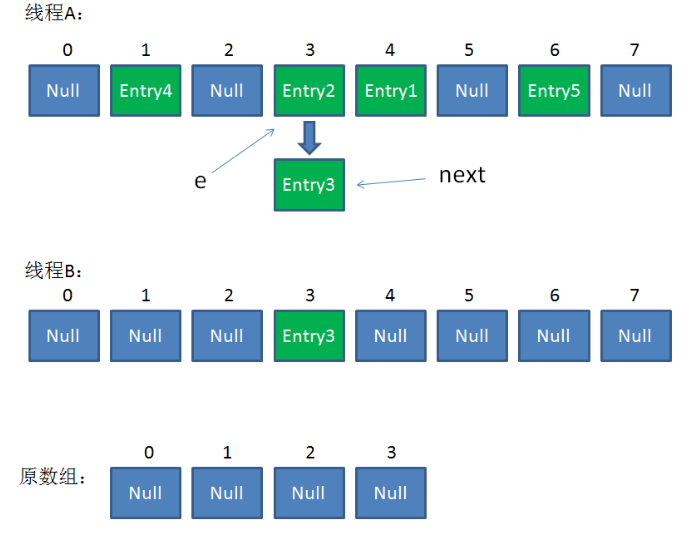 线程A：
0 1 2 3 4 5 6 7
Null Entry4 Null Entry2 Entry1 Null Entry5 Null
e Entry3 next
线程B：
0 1 2 3 4 5 6 7
Null Null Null Entry3 Null Null Null Null
0 1 2 3
原数组： Null Null Null Null